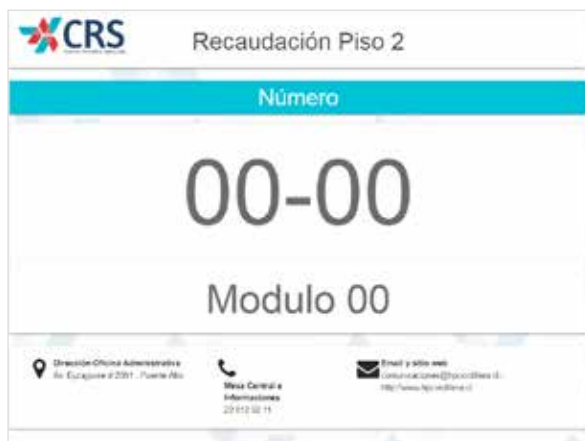 CRS
Recaudación Piso 2
Número
00-00
Modulo 00
Dirección Oficina Administrativa
Mesa Central e
Informaciones
Email y sitio web